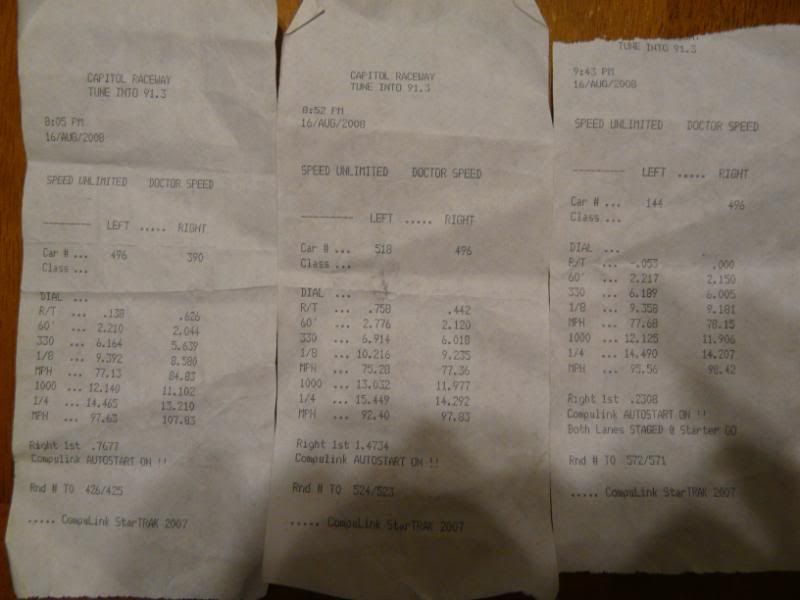 CAPITOL RACEWAY
TUNE INTO 91.3
8:05 PM
16/AUG/2008
SPEED UNLIMITED DOCTOR SPEED
--------- LEFT ..... RIGHT
Car # ... 496 390
Class ...
DIAL ...
R/T ... .138 .626
60' ... 2.210 2.044
330 ... 6.164 5.639
1/8 ... 9.392 8.580
MPH ... 77.13 84.83
1000 ... 12.140 11.102
1/4 ... 14.465 13.210
MPH ... 97.63 107.83
Right 1st .7677
Compulink AUTOSTART ON !!
Rnd # TO 426/425
..... CompuLink StarTRAK 2007
CAPITOL RACEWAY
TUNE INTO 91.3
8:52 PM
16/AUG/2008
SPEED UNLIMITED DOCTOR SPEED
--------- LEFT ..... RIGHT
Car # ... 518 496
Class ...
DIAL ...
R/T ... .758 .442
60' ... 2.776 2.120
330 ... 6.914 6.018
1/8 ... 10.216 9.235
MPH ... 75.28 77.36
1000 ... 13.032 11.977
1/4 ... 15.449 14.292
MPH ... 92.40 97.83
Right 1st 1.4734
Compulink AUTOSTART ON !!
Rnd # TO 524/523
..... CompuLink StarTRAK 2007
TUNE INTO 91.3
9:43 PM
16/AUG/2008
SPEED UNLIMITED DOCTOR SPEED
--------- LEFT ..... RIGHT
Car # ... 144 496
Class ...
DIAL ...
R/T ... -.053 .000
60' ... 2.217 2.150
330 ... 6.189 6.005
1/8 ... 9.358 9.181
MPH ... 77.68 78.15
1000 ... 12.125 11.906
1/4 ... 14.490 14.207
MPH ... 95.56 98.42
Right 1st .2308
Compulink AUTOSTART ON !!
Both Lanes STAGED @ Starter GO
Rnd # TO 572/571
..... CompuLink StarTRAK 2007